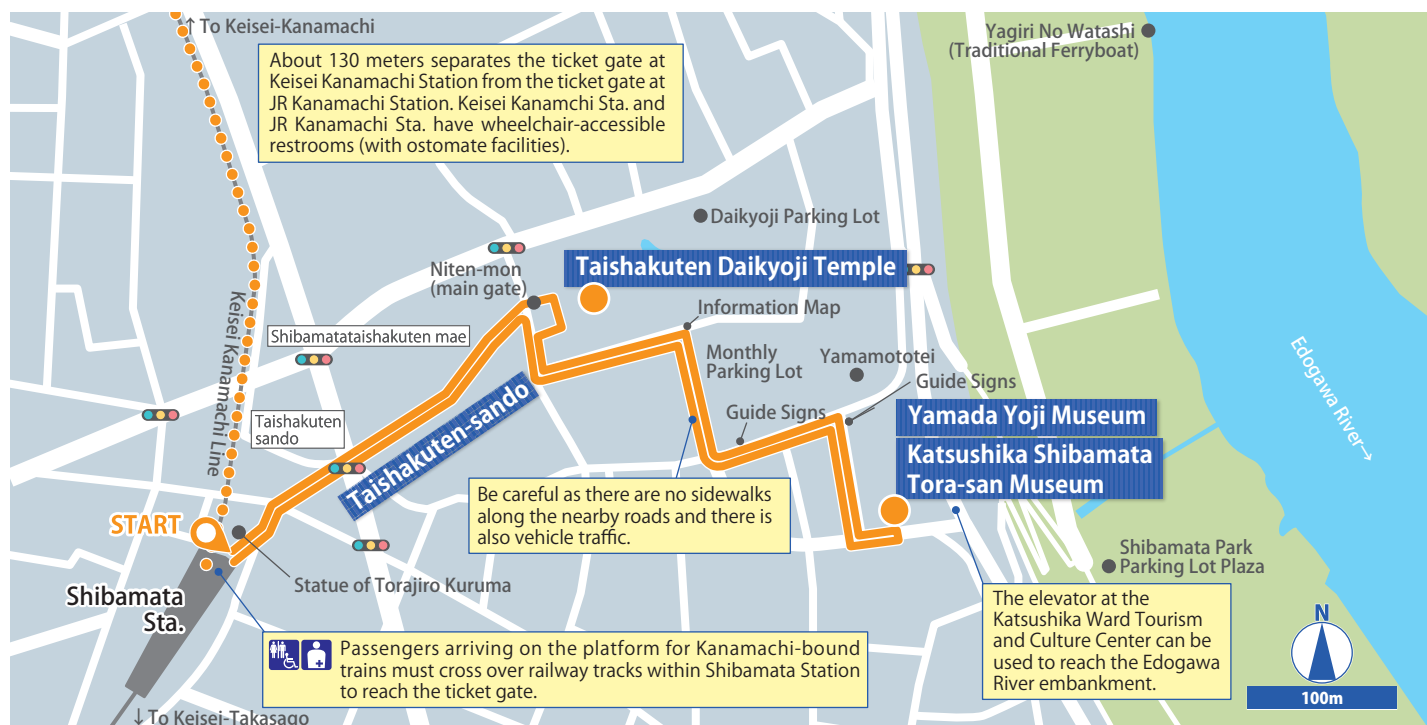 ↑ To Keisei-Kanamachi
About 130 meters separates the ticket gate at
Keisei Kanamachi Station from the ticket gate at
JR Kanamachi Station. Keisei Kanamchi Sta. and
JR Kanamachi Sta. have wheelchair-accessible
restrooms (with ostomate facilities).
Yagiri No Watashi
(Traditional Ferryboat)
Daikyoji Parking Lot
Taishakuten Daikyoji Temple
Niten-mon
(main gate)
Information Map
Keisei Kanamachi Line
Shibamatataishakuten mae
Monthly
Parking Lot
Yamamototei
Guide Signs
Edogawa River→
Taishakuten
sando
Taishakuten-sando
Guide Signs
Yamada Yoji Museum
Katsushika Shibamata
Tora-san Museum
Be careful as there are no sidewalks
along the nearby roads and there is
also vehicle traffic.
START
Statue of Torajiro Kuruma
Shibamata
Sta.
Shibamata Park
Parking Lot Plaza
The elevator at the
Katsushika Ward Tourism
and Culture Center can be
used to reach the Edogawa
River embankment.
Passengers arriving on the platform for Kanamachi-bound
trains must cross over railway tracks within Shibamata Station
to reach the ticket gate.
N
100m
↓ To Keisei-Takasago